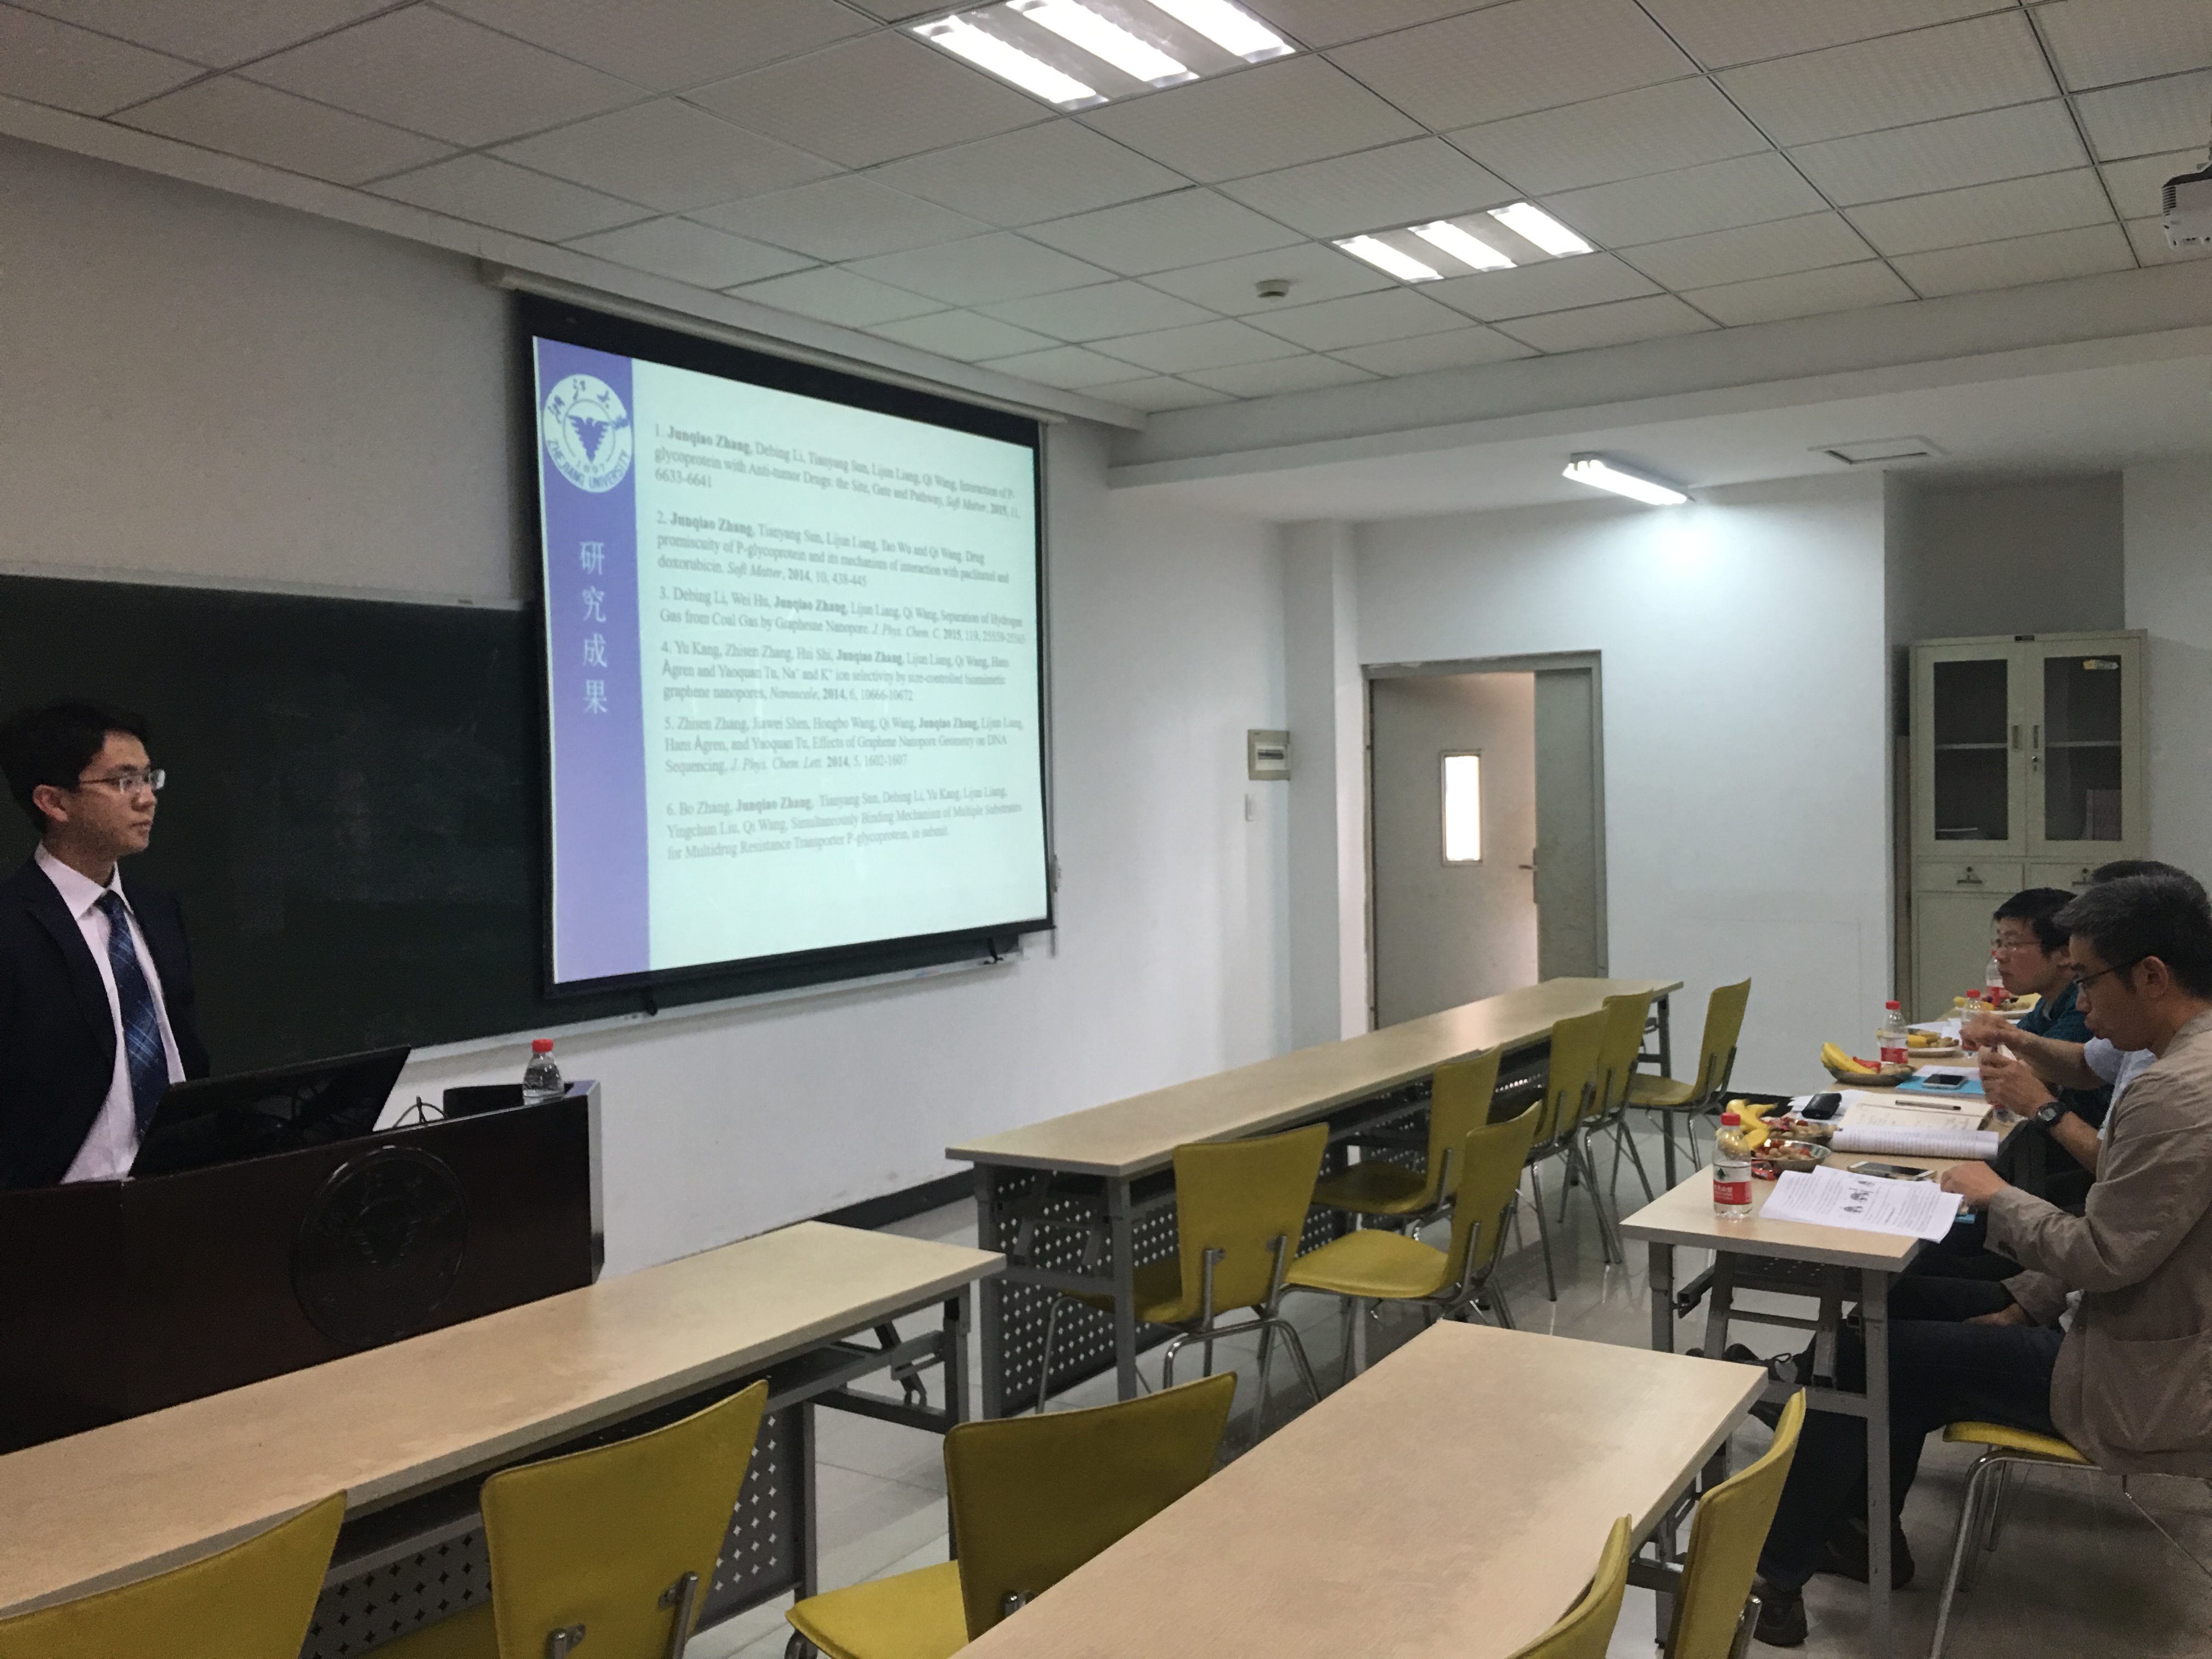 浙江大学
ZHEJIANG UNIVERSITY
1897
研究成果
1. Junqiao Zhang, Debing Li, Tianyang Sun, Lijun Liang, Qi Wang, Interaction of P-
glycoprotein with Anti-tumor Drugs: the Site, Gate and Pathway, Soft Matter, 2015, 11,
6633-6641
2. Junqiao Zhang, Tianyang Sun, Lijun Liang, Tao Wu and Qi Wang. Drug
promiscuity of P-glycoprotein and its mechanism of interaction with paclitaxel and
doxorubicin. Soft Matter, 2014, 10, 438-445
3. Debing Li, Wei Hu, Junqiao Zhang, Lijun Liang, Qi Wang, Separation of Hydrogen
Gas from Coal Gas by Graphene Nanopore. J. Phys. Chem. C. 2015, 119,
4. Yu Kang, Zhisen Zhang, Hui Shi, Junqiao Zhang, Lijun Liang, Qi Wang, Hans
Ågren and Yaoquan Tu, Na⁺ and K⁺ ion selectivity by size-controlled biomimetic
graphene nanopores, Nanoscale, 2014, 6, 10666-10672
5. Zhisen Zhang, Jiawei Shen, Hongbo Wang, Qi Wang, Junqiao Zhang, Lijun Liang,
Hans Ågren, and Yaoquan Tu, Effects of Graphene Nanopore Geometry on DNA
Sequencing, J. Phys. Chem. Lett. 2014, 5, 1602-1607
6. Bo Zhang, Junqiao Zhang, Tianyang Sun, Debing Li, Yu Kang, Lijun Liang,
Yingchun Liu, Qi Wang, Simultaneously Binding Mechanism of Multiple Substrates
for Multidrug Resistance Transporter P-glycoprotein, in submit.